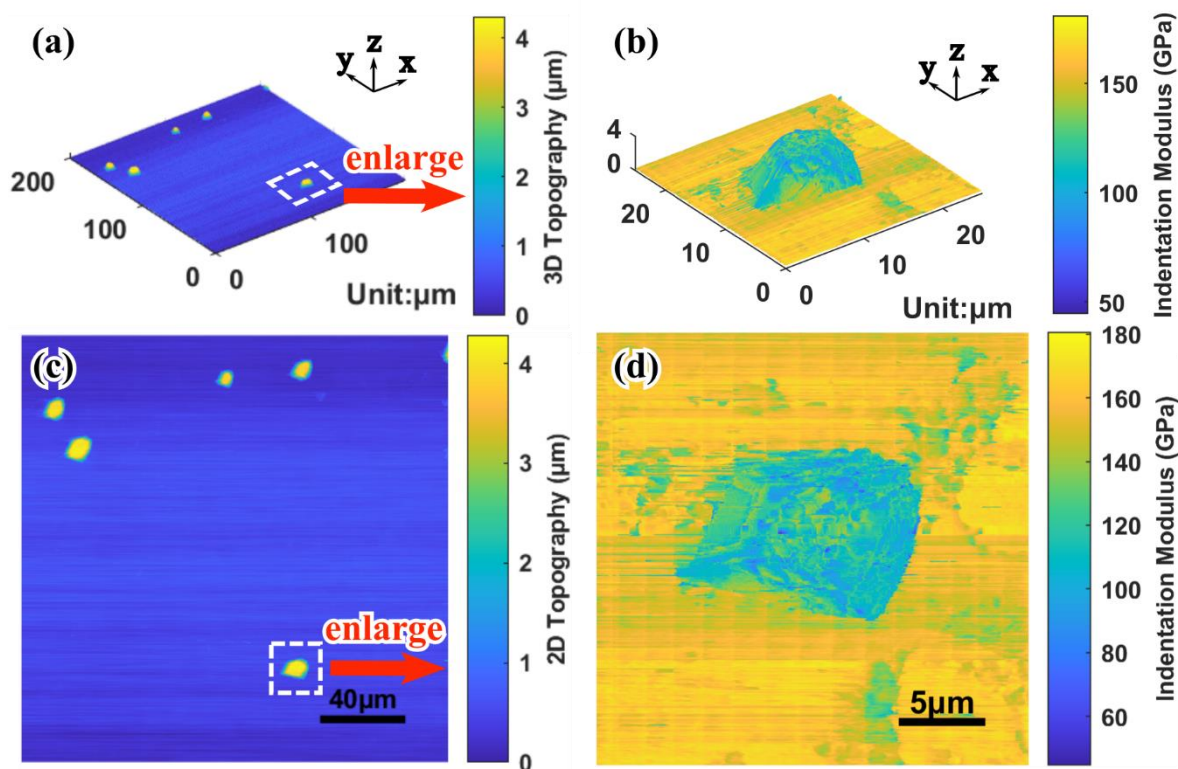 (a)
z
y
x
enlarge
200
100
0
0
100
Unit:µm
4
3
2
1
0
3D Topography (µm)
(b)
z
y
x
4
0
20
10
0
0
10
20
Unit:µm
150
100
50
Indentation Modulus (GPa)
(c)
enlarge
40µm
4
3
2
1
0
2D Topography (µm)
(d)
5µm
180
160
140
120
100
80
60
Indentation Modulus (GPa)